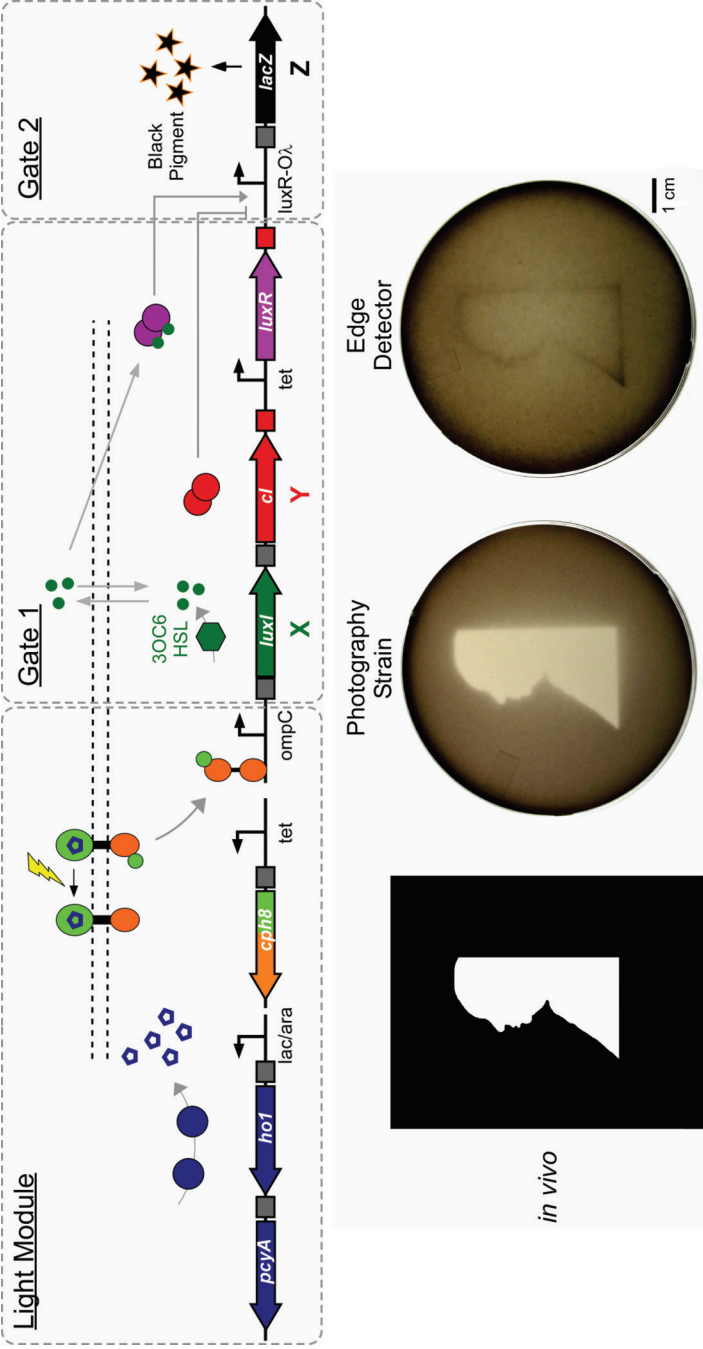 Light Module
Gate 1
Gate 2
3OC6
HSL
Black
Pigment
pcyA
ho1
lac/ara
cph8
tet
ompC
luxI
X
cI
Y
tet
luxR
luxR-Oλ
lacZ
Z
in vivo
Photography
Strain
Edge
Detector
1 cm